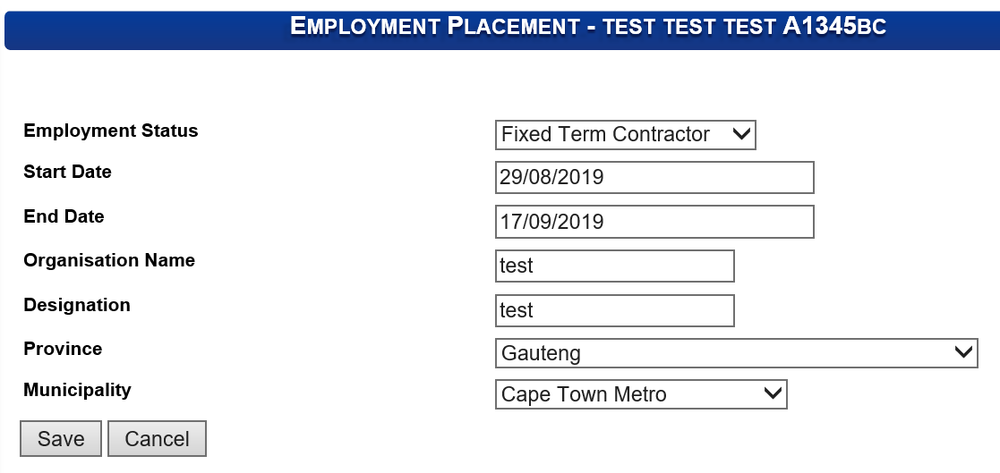 EMPLOYMENT PLACEMENT - TEST TEST TEST A1345BC
Employment Status Fixed Term Contractor
Start Date 29/08/2019
End Date 17/09/2019
Organisation Name test
Designation test
Province Gauteng
Municipality Cape Town Metro
Save Cancel